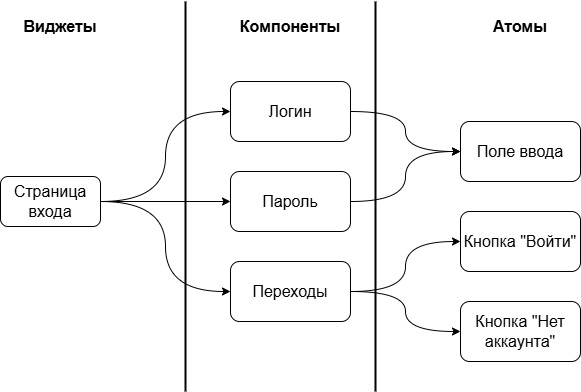 Виджеты
Компоненты
Атомы
Страница
входа
Логин
Пароль
Переходы
Поле ввода
Кнопка "Войти"
Кнопка "Нет
аккаунта"